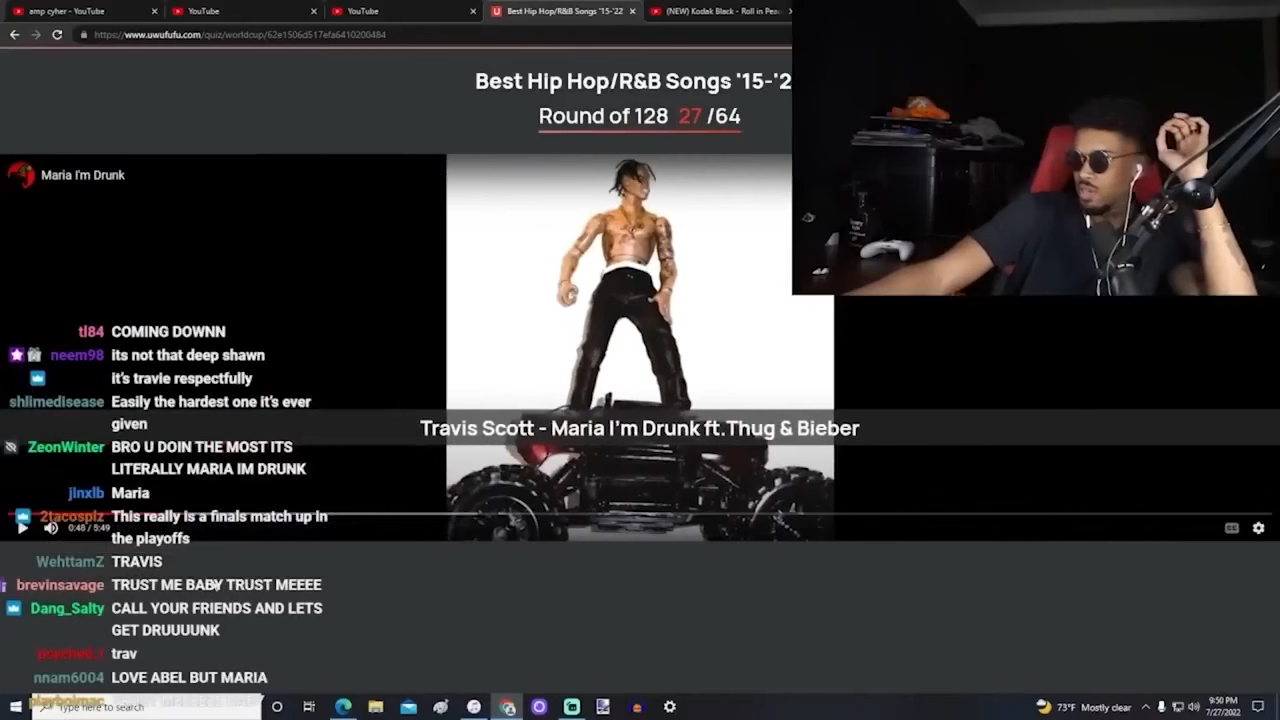 amp cyher - YouTube
YouTube
YouTube
Best Hip Hop/R&B Songs '15-'22
(NEW) Kodak Black - Roll in Peac
https://www.uwufufu.com/quiz/worldcup/62e1506d517efa6410200484
Best Hip Hop/R&B Songs '15-'2
Round of 128 27 /64
Maria I'm Drunk
tl84 COMING DOWNN
neem98 its not that deep shawn
it's travie respectfully
shlimedisease Easily the hardest one it's ever
given
Travis Scott - Maria I'm Drunk ft.Thug & Bieber
ZeonWinter BRO U DOIN THE MOST ITS
LITERALLY MARIA IM DRUNK
jlnxlb Maria
2tacosplz This really is a finals match up in
the playoffs
0:48 / 5:49
WehttamZ TRAVIS
brevinsavage TRUST ME BABY TRUST MEEEE
Dang_Salty CALL YOUR FRIENDS AND LETS
GET DRUUUUNK
trav
nnam6004 LOVE ABEL BUT MARIA
playboimac
Type here to search
73°F Mostly clear
9:50 PM
7/27/2022